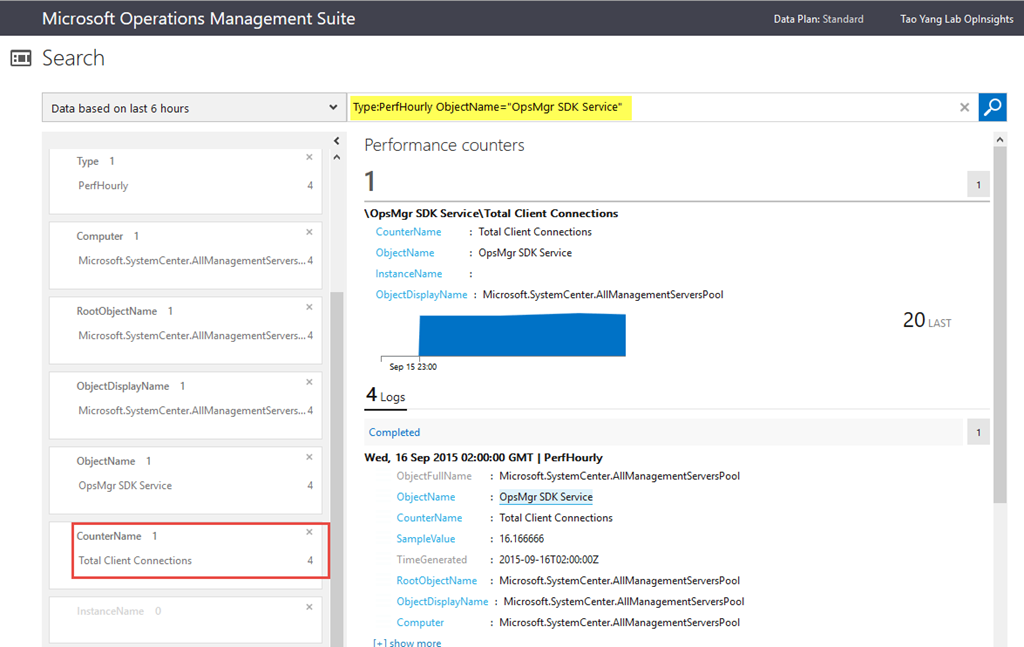 Microsoft Operations Management Suite
Data Plan: Standard
Tao Yang Lab OpInsights
Search
Data based on last 6 hours
Type:PerfHourly ObjectName="OpsMgr SDK Service"
Type 1
PerfHourly 4
Computer 1
Microsoft.SystemCenter.AllManagementServers... 4
RootObjectName 1
Microsoft.SystemCenter.AllManagementServers... 4
ObjectDisplayName 1
Microsoft.SystemCenter.AllManagementServers... 4
ObjectName 1
OpsMgr SDK Service 4
CounterName 1
Total Client Connections 4
InstanceName 0
Performance counters
1
1
\OpsMgr SDK Service\Total Client Connections
CounterName : Total Client Connections
ObjectName : OpsMgr SDK Service
InstanceName :
ObjectDisplayName : Microsoft.SystemCenter.AllManagementServersPool
20 LAST
Sep 15 23:00
4 Logs
Completed 1
Wed, 16 Sep 2015 02:00:00 GMT | PerfHourly
ObjectFullName : Microsoft.SystemCenter.AllManagementServersPool
ObjectName : OpsMgr SDK Service
CounterName : Total Client Connections
SampleValue : 16.166666
TimeGenerated : 2015-09-16T02:00:00Z
RootObjectName : Microsoft.SystemCenter.AllManagementServersPool
ObjectDisplayName : Microsoft.SystemCenter.AllManagementServersPool
Computer : Microsoft.SystemCenter.AllManagementServersPool
[+] show more